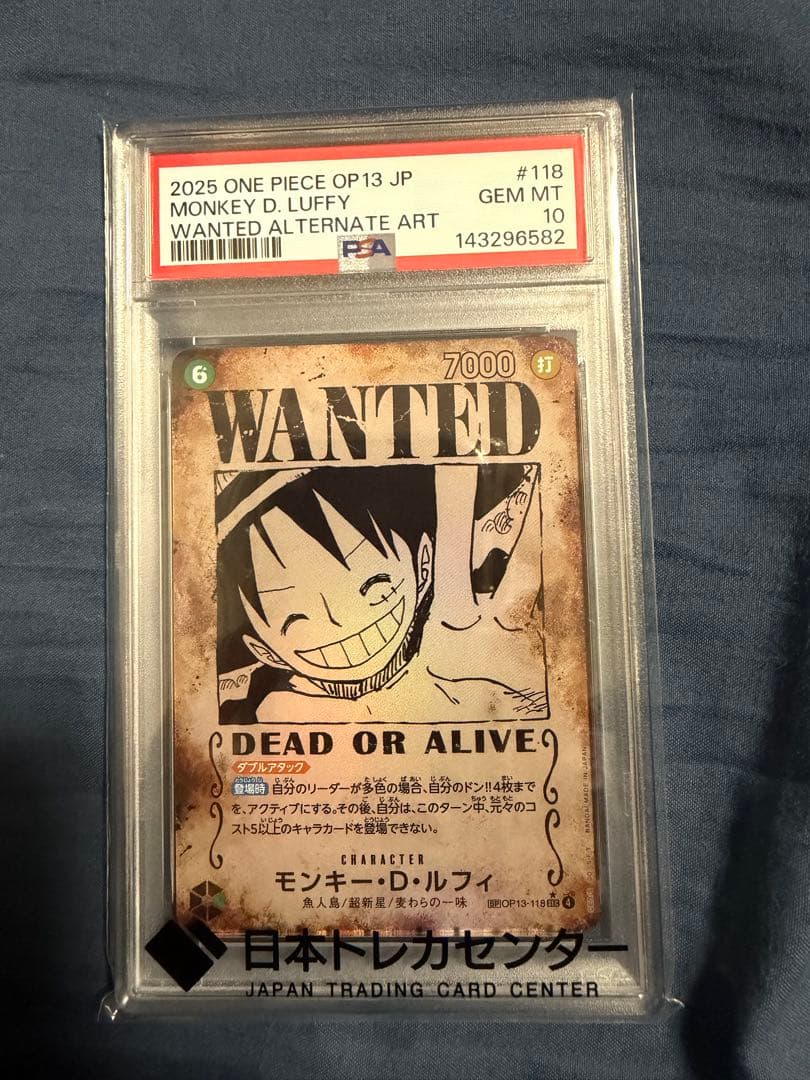 2025 ONE PIECE OP13 JP #118
MONKEY D. LUFFY GEM MT
WANTED ALTERNATE ART 10
PSA 143296582
6 7000 打
WANTED
DEAD OR ALIVE
ダブルアタック
登場時 自分のリーダーが多色の場合、自分のドン!!4枚まで
を、アクティブにする。その後、自分は、このターン中、元々のコ
スト5以上のキャラカードを登場できない。
CHARACTER
モンキー・D・ルフィ
魚人島/超新星/麦わらの一味
SP OP13-118 SEC 4
BANDAI MADE IN JAPAN
日本トレカセンター
JAPAN TRADING CARD CENTER